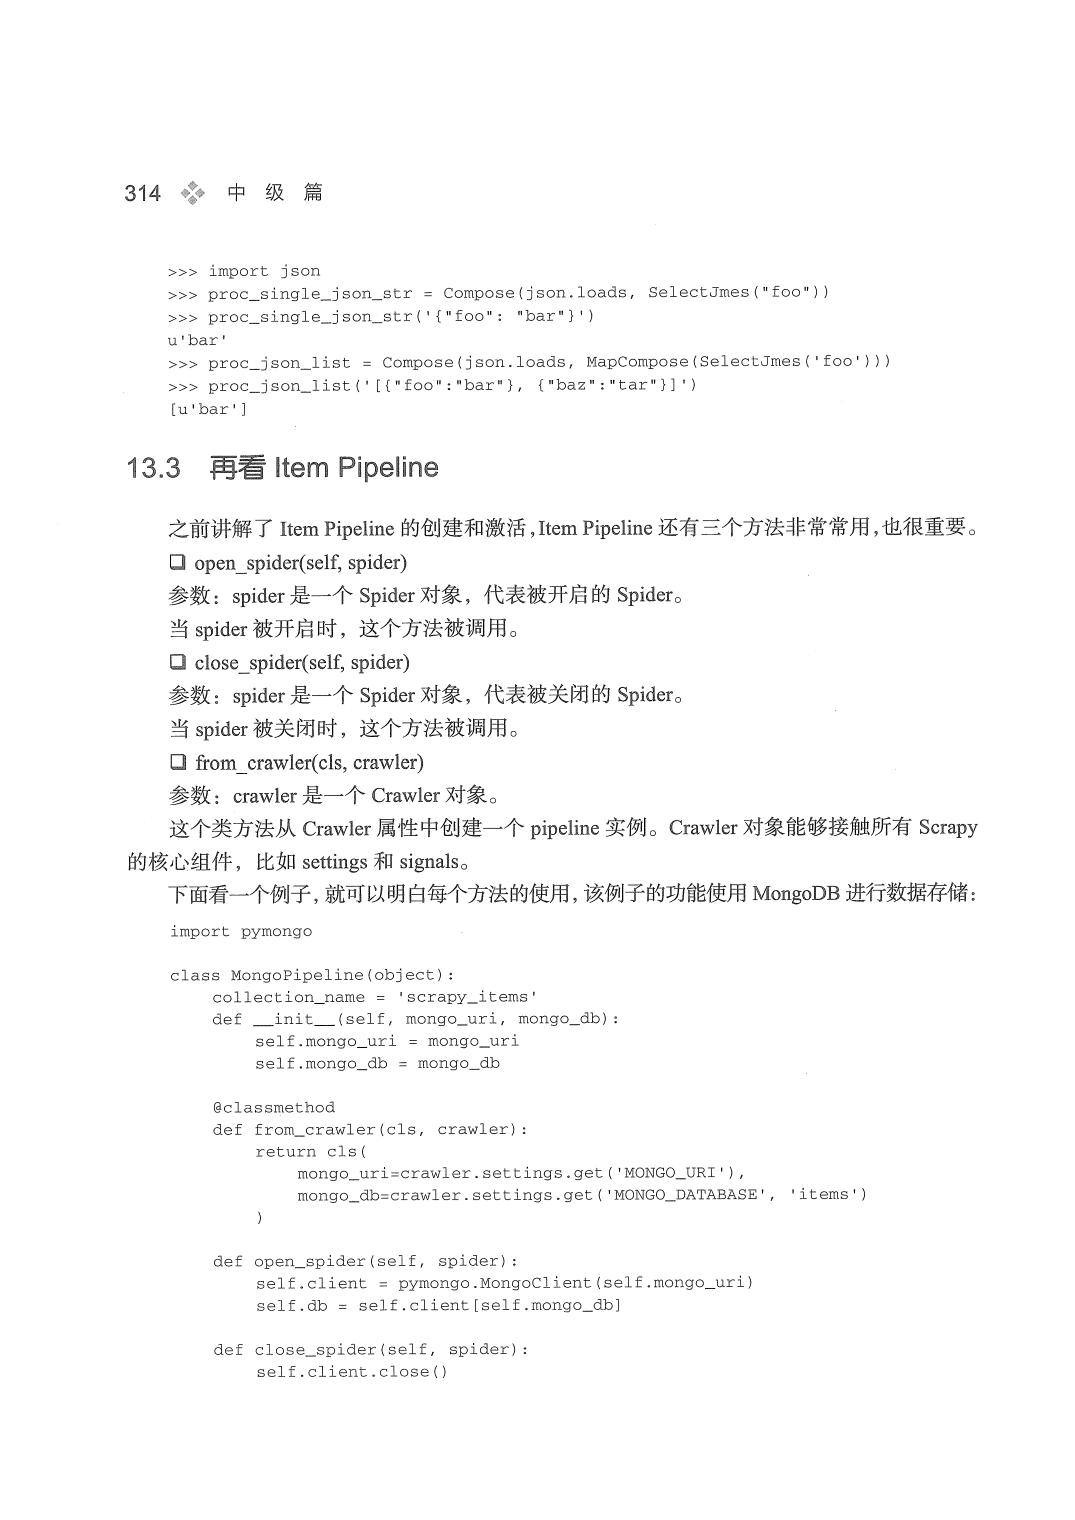 314 中 级 篇
>>> import json
>>> proc_single_json_str = Compose(json.loads, SelectJmes("foo"))
>>> proc_single_json_str('{"foo": "bar"}')
u'bar'
>>> proc_json_list = Compose(json.loads, MapCompose(SelectJmes('foo')))
>>> proc_json_list('[{"foo":"bar"}, {"baz":"tar"}]')
[u'bar']
13.3 再看 Item Pipeline
之前讲解了 Item Pipeline 的创建和激活,Item Pipeline 还有三个方法非常常用,也很重要。
❑ open_spider(self, spider)
参数：spider 是一个 Spider 对象，代表被开启的 Spider。
当 spider 被开启时，这个方法被调用。
❑ close_spider(self, spider)
参数：spider 是一个 Spider 对象，代表被关闭的 Spider。
当 spider 被关闭时，这个方法被调用。
❑ from_crawler(cls, crawler)
参数：crawler 是一个 Crawler 对象。
这个类方法从 Crawler 属性中创建一个 pipeline 实例。Crawler 对象能够接触所有 Scrapy
的核心组件，比如 settings 和 signals。
下面看一个例子，就可以明白每个方法的使用，该例子的功能使用 MongoDB 进行数据存储：
import pymongo
class MongoPipeline(object):
    collection_name = 'scrapy_items'
    def __init__(self, mongo_uri, mongo_db):
        self.mongo_uri = mongo_uri
        self.mongo_db = mongo_db
    @classmethod
    def from_crawler(cls, crawler):
        return cls(
            mongo_uri=crawler.settings.get('MONGO_URI'),
            mongo_db=crawler.settings.get('MONGO_DATABASE', 'items')
        )
    def open_spider(self, spider):
        self.client = pymongo.MongoClient(self.mongo_uri)
        self.db = self.client[self.mongo_db]
    def close_spider(self, spider):
        self.client.close()